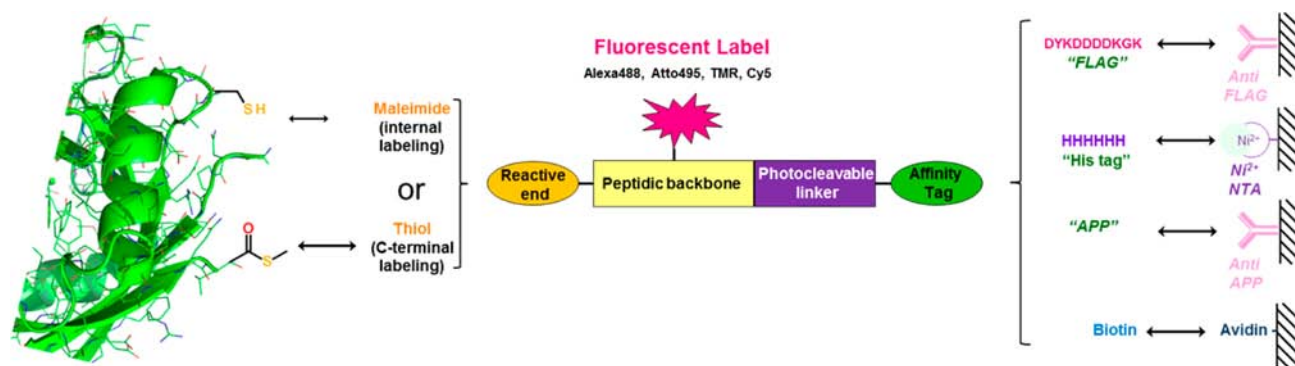 SH
O
S
Maleimide
(internal
labeling)
or
Thiol
(C-terminal
labeling)
Fluorescent Label
Alexa488, Atto495, TMR, Cy5
Reactive
end
Peptidic backbone
Photocleavable
linker
Affinity
Tag
DYKDDDDKGK
“FLAG”
Anti
FLAG
HHHHHH
“His tag”
Ni²⁺
Ni²⁺
NTA
“APP”
Anti
APP
Biotin
Avidin